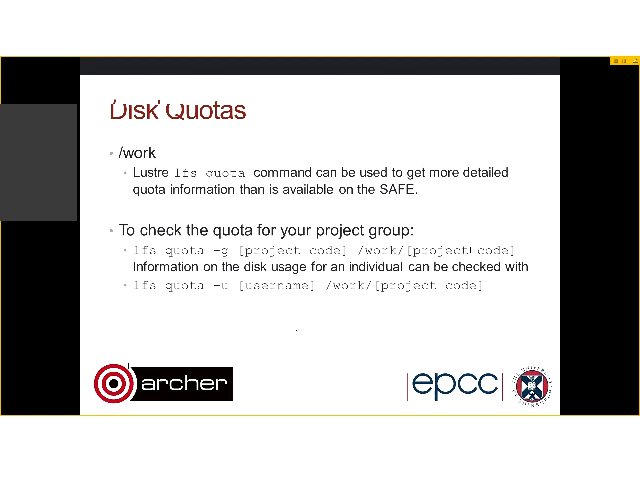 Disk Quotas
/work
Lustre lfs quota command can be used to get more detailed
quota information than is available on the SAFE.
To check the quota for your project group:
lfs quota -g [project code] /work/[project code]
Information on the disk usage for an individual can be checked with
lfs quota -u [username] /work/[project code]
archer
|epcc|